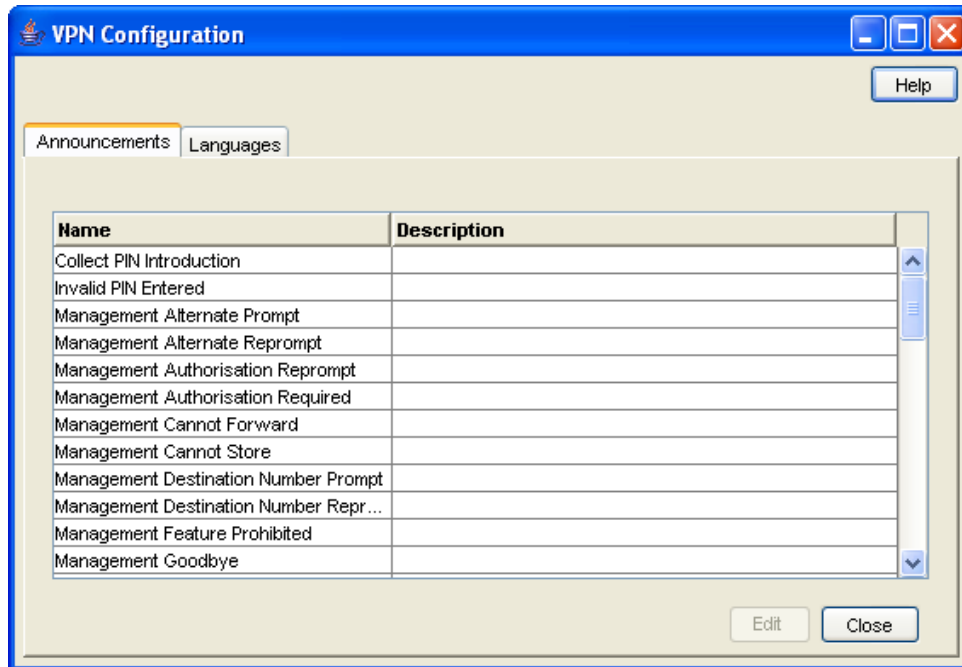 VPN Configuration
Help
Announcements Languages
Name Description
Collect PIN Introduction
Invalid PIN Entered
Management Alternate Prompt
Management Alternate Reprompt
Management Authorisation Reprompt
Management Authorisation Required
Management Cannot Forward
Management Cannot Store
Management Destination Number Prompt
Management Destination Number Repr...
Management Feature Prohibited
Management Goodbye
Edit Close